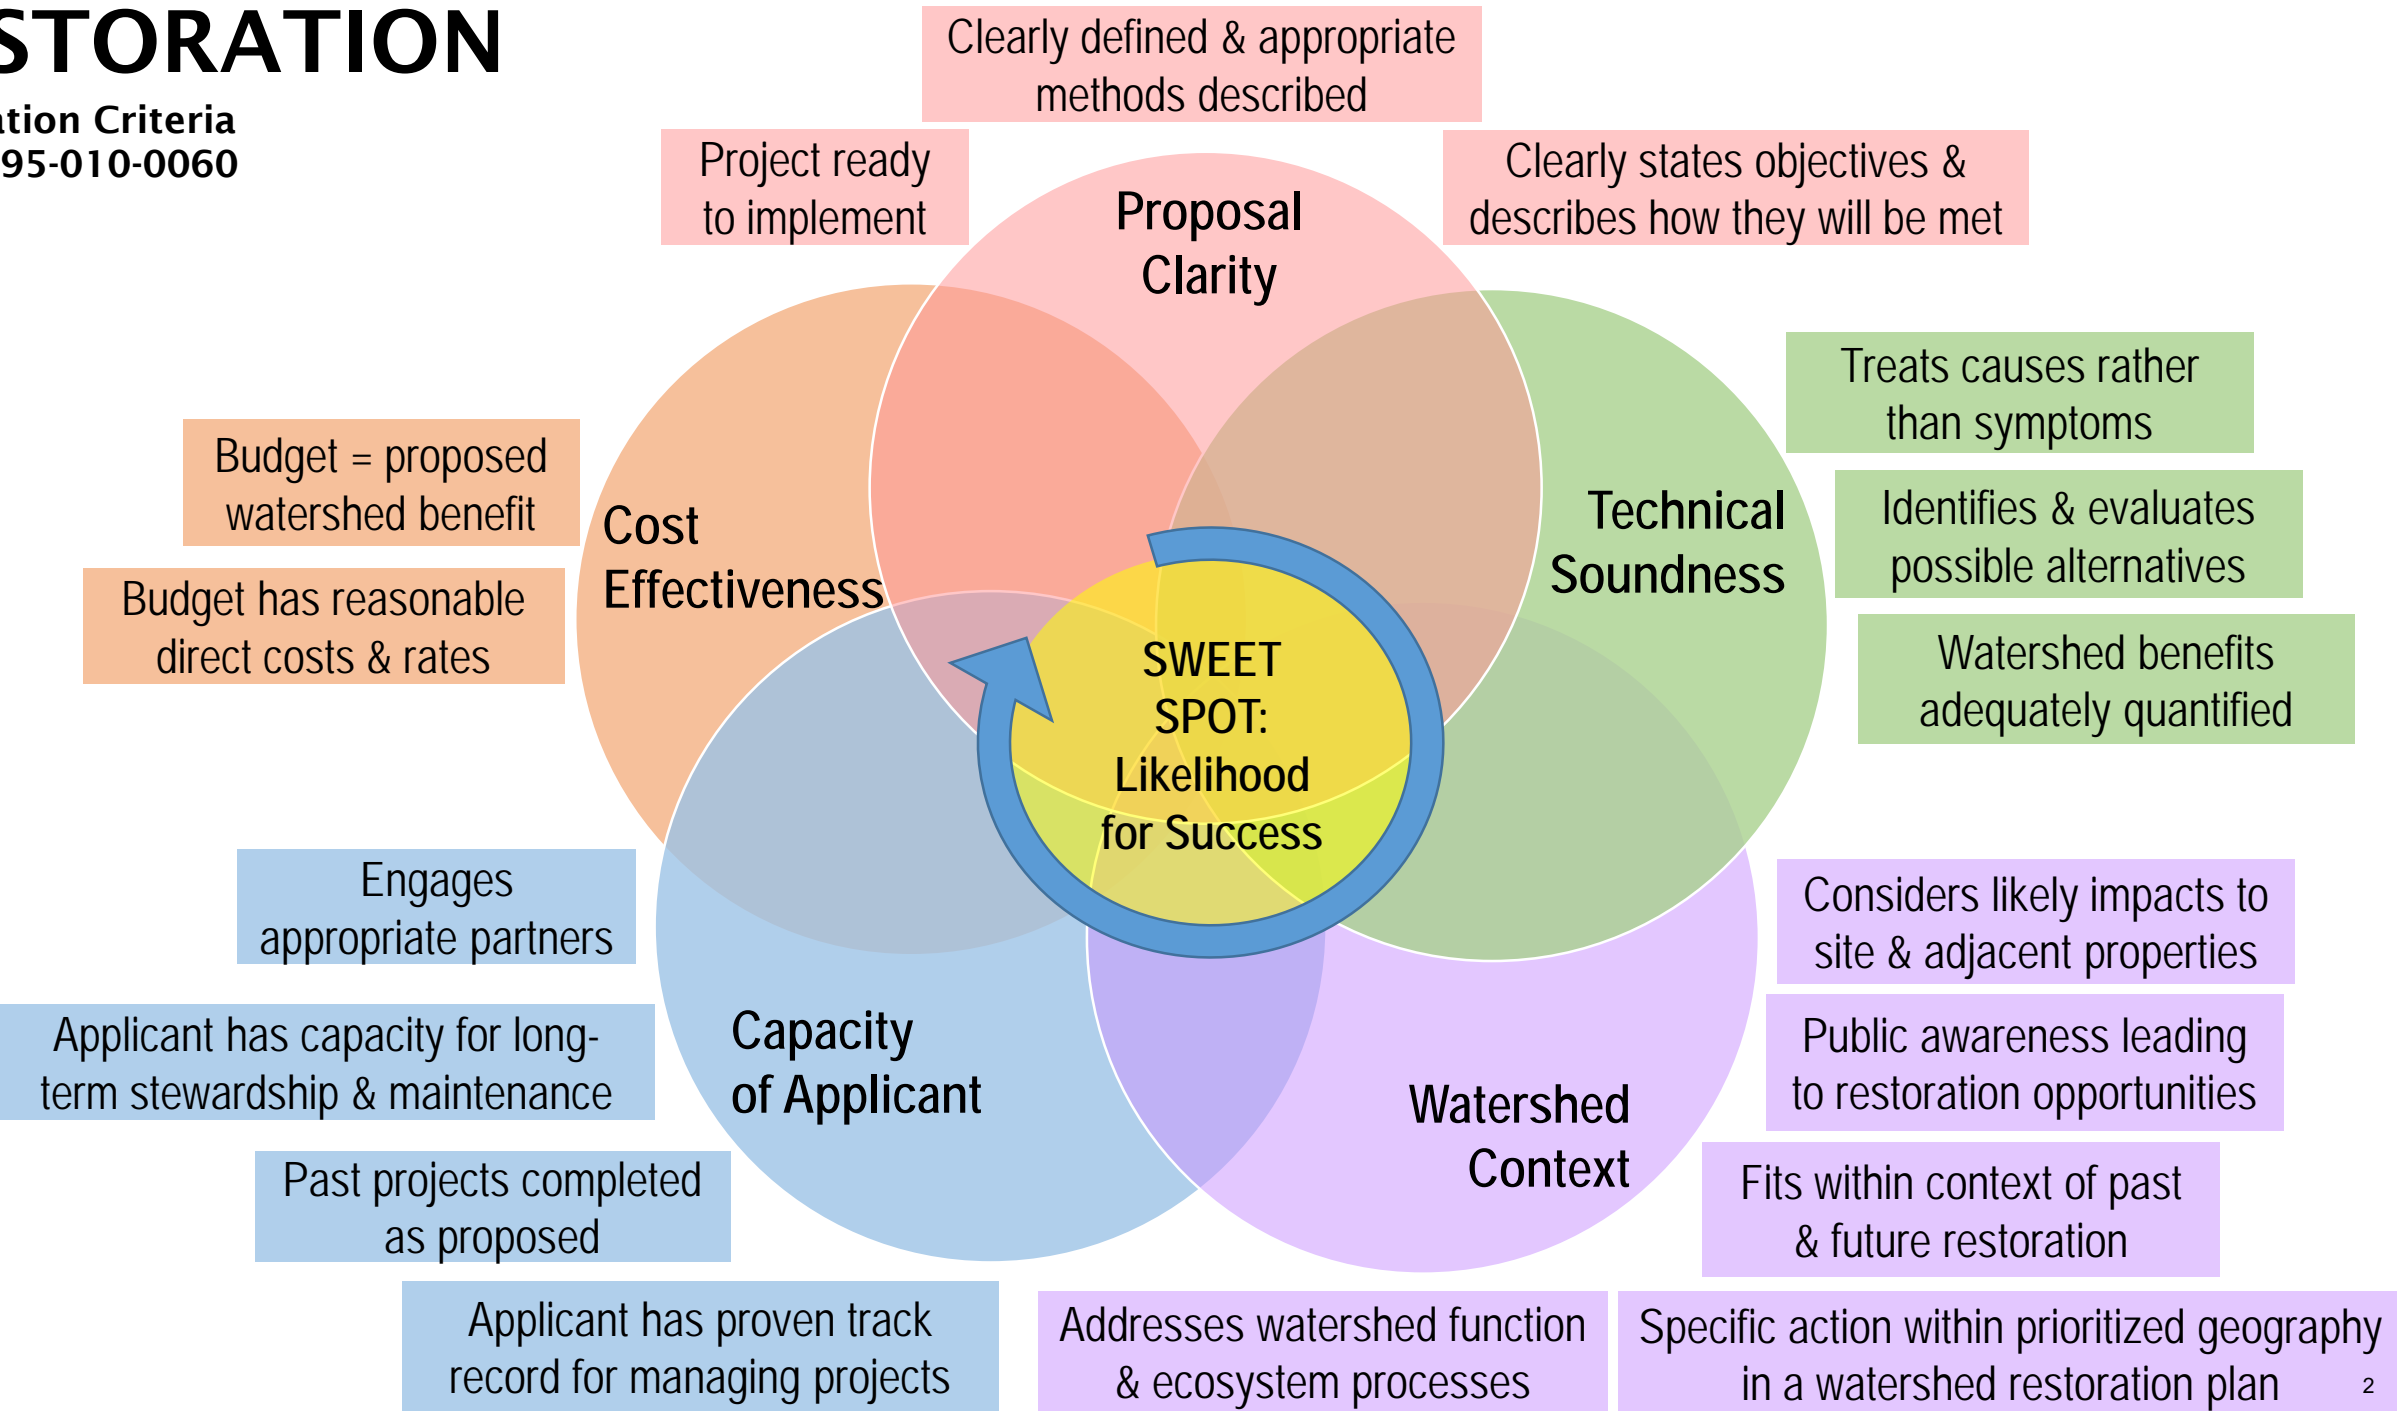 STORATION
ation Criteria
95-010-0060
Clearly defined & appropriate
methods described
Project ready
to implement
Clearly states objectives &
describes how they will be met
Proposal
Clarity
Treats causes rather
than symptoms
Identifies & evaluates
possible alternatives
Watershed benefits
adequately quantified
Technical
Soundness
Budget = proposed
watershed benefit
Budget has reasonable
direct costs & rates
Cost
Effectiveness
SWEET
SPOT:
Likelihood
for Success
Engages
appropriate partners
Applicant has capacity for long-
term stewardship & maintenance
Past projects completed
as proposed
Applicant has proven track
record for managing projects
Capacity
of Applicant
Watershed
Context
Considers likely impacts to
site & adjacent properties
Public awareness leading
to restoration opportunities
Fits within context of past
& future restoration
Addresses watershed function
& ecosystem processes
Specific action within prioritized geography
in a watershed restoration plan
2